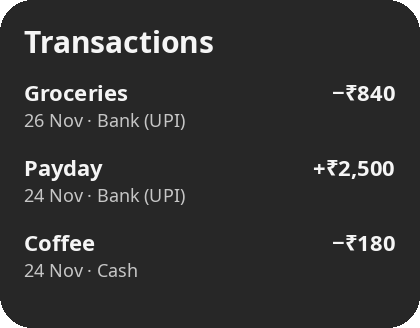 Transactions
Groceries −₹840
26 Nov · Bank (UPI)
Payday +₹2,500
24 Nov · Bank (UPI)
Coffee −₹180
24 Nov · Cash